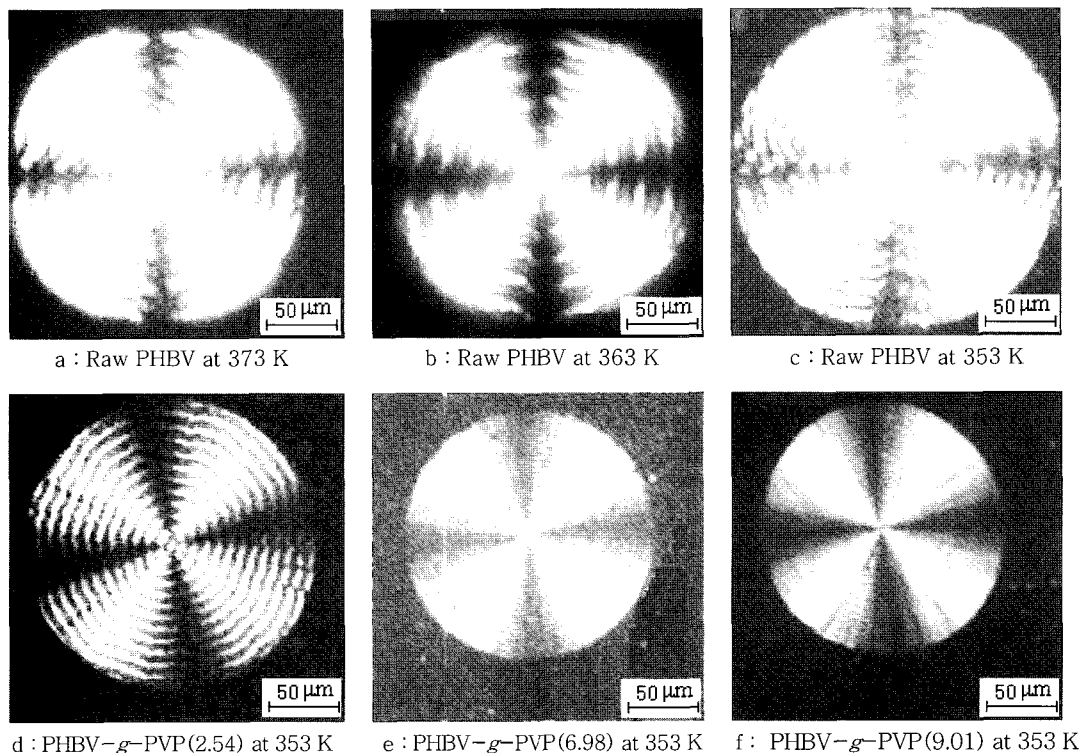 50 μm
50 μm
50 μm
a : Raw PHBV at 373 K
b : Raw PHBV at 363 K
c : Raw PHBV at 353 K
50 μm
50 μm
50 μm
d : PHBV-g-PVP(2.54) at 353 K
e : PHBV-g-PVP(6.98) at 353 K
f : PHBV-g-PVP(9.01) at 353 K